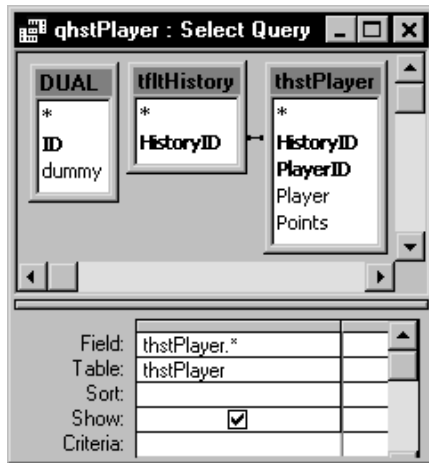 qhstPlayer : Select Query
DUAL
*
ID
dummy
tfltHistory
*
HistoryID
thstPlayer
*
HistoryID
PlayerID
Player
Points
Field: thstPlayer.*
Table: thstPlayer
Sort:
Show:
Criteria: